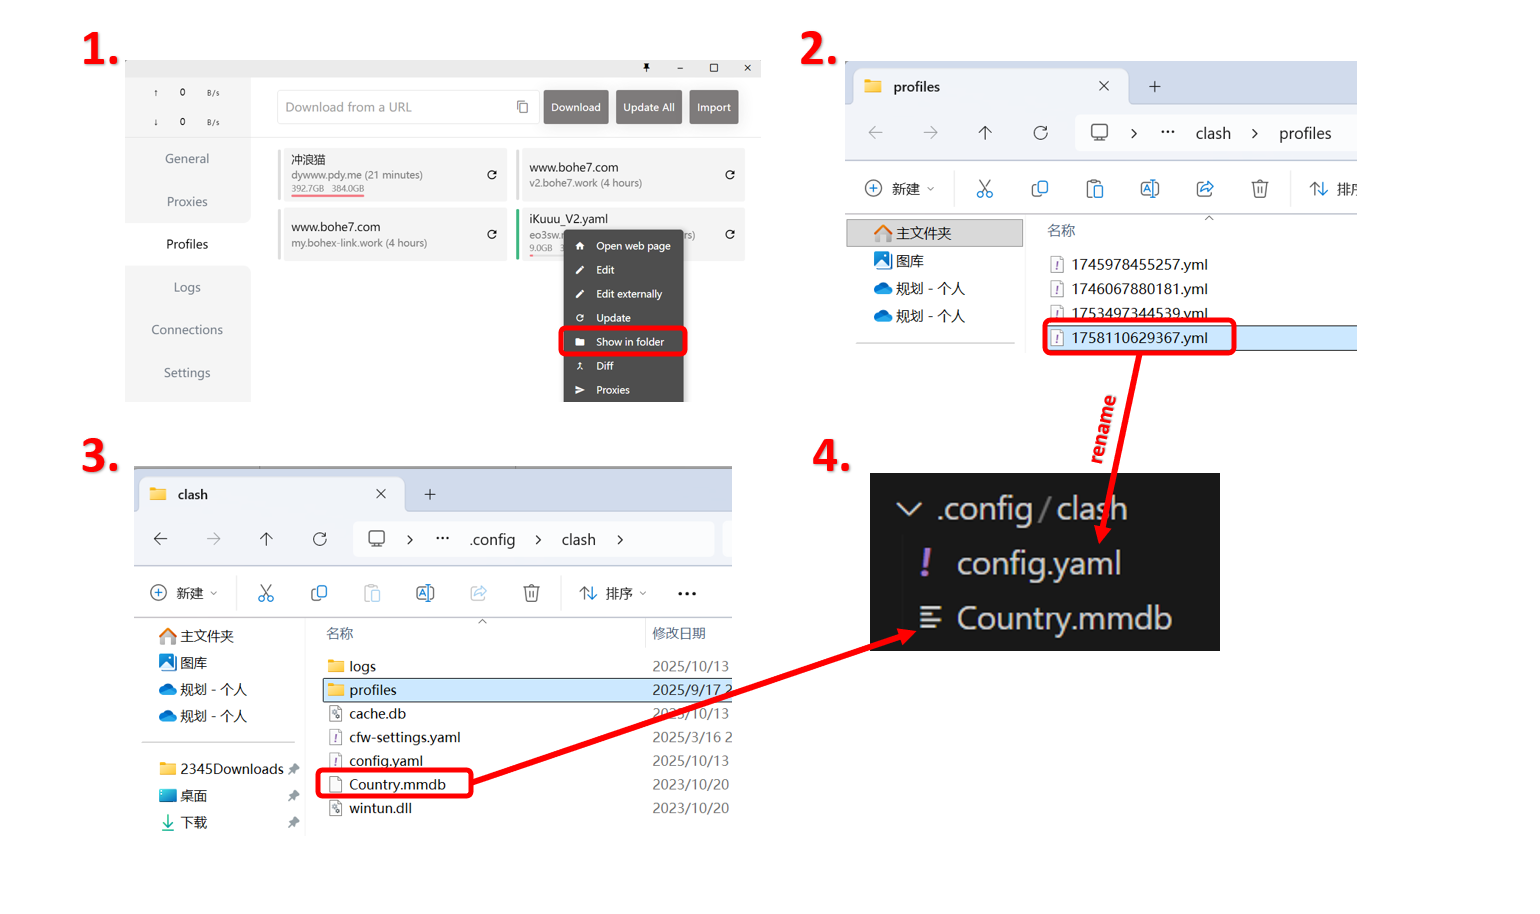 1.
↑ 0 B/s
↓ 0 B/s
General
Proxies
Profiles
Logs
Connections
Settings
Download from a URL
Download
Update All
Import
冲浪猫
dywww.pdy.me (21 minutes)
392.7GB 384.0GB
www.bohe7.com
v2.bohe7.work (4 hours)
www.bohe7.com
my.bohex-link.work (4 hours)
iKuuu_V2.yaml
eo3sw.
rs)
9.0GB
Open web page
Edit
Edit externally
Update
Show in folder
Diff
Proxies
2.
profiles
clash > profiles
新建
排序
主文件夹
图库
规划 - 个人
规划 - 个人
名称
1745978455257.yml
1746067880181.yml
1753497344539.yml
1758110629367.yml
rename
3.
clash
.config > clash >
新建
排序
主文件夹
图库
规划 - 个人
规划 - 个人
2345Downloads
桌面
下载
名称
修改日期
logs 2025/10/13
profiles 2025/9/17 2
cache.db 2025/10/13
cfw-settings.yaml 2025/3/16 2
config.yaml 2025/10/13
Country.mmdb 2023/10/20
wintun.dll 2023/10/20
4.
.config / clash
! config.yaml
Country.mmdb